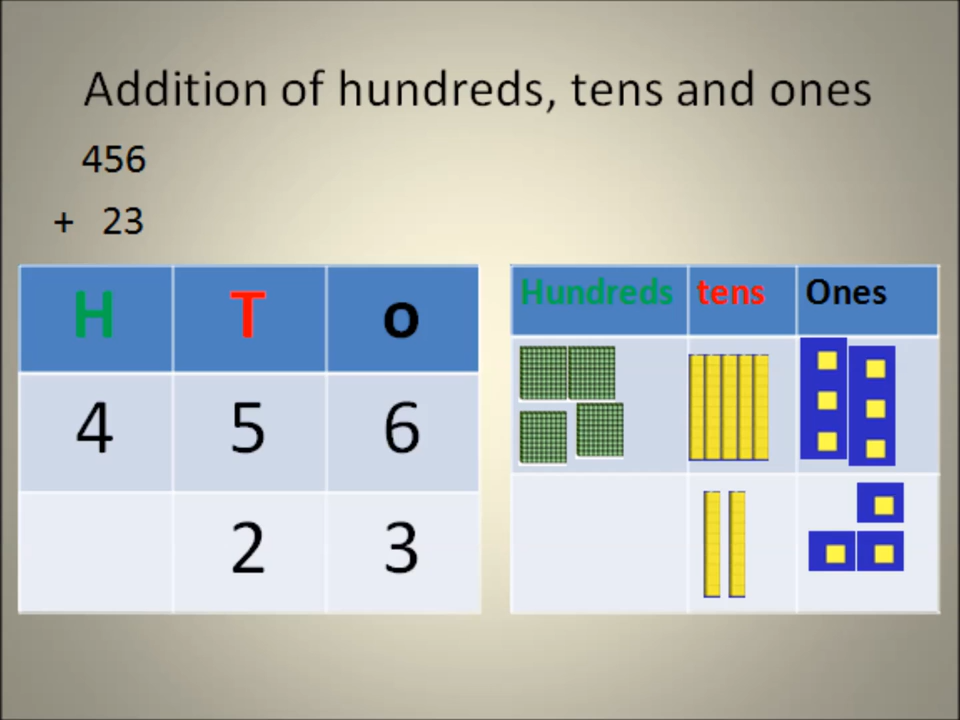 Addition of hundreds, tens and ones
456
+ 23
H T o
4 5 6
2 3
Hundreds tens Ones